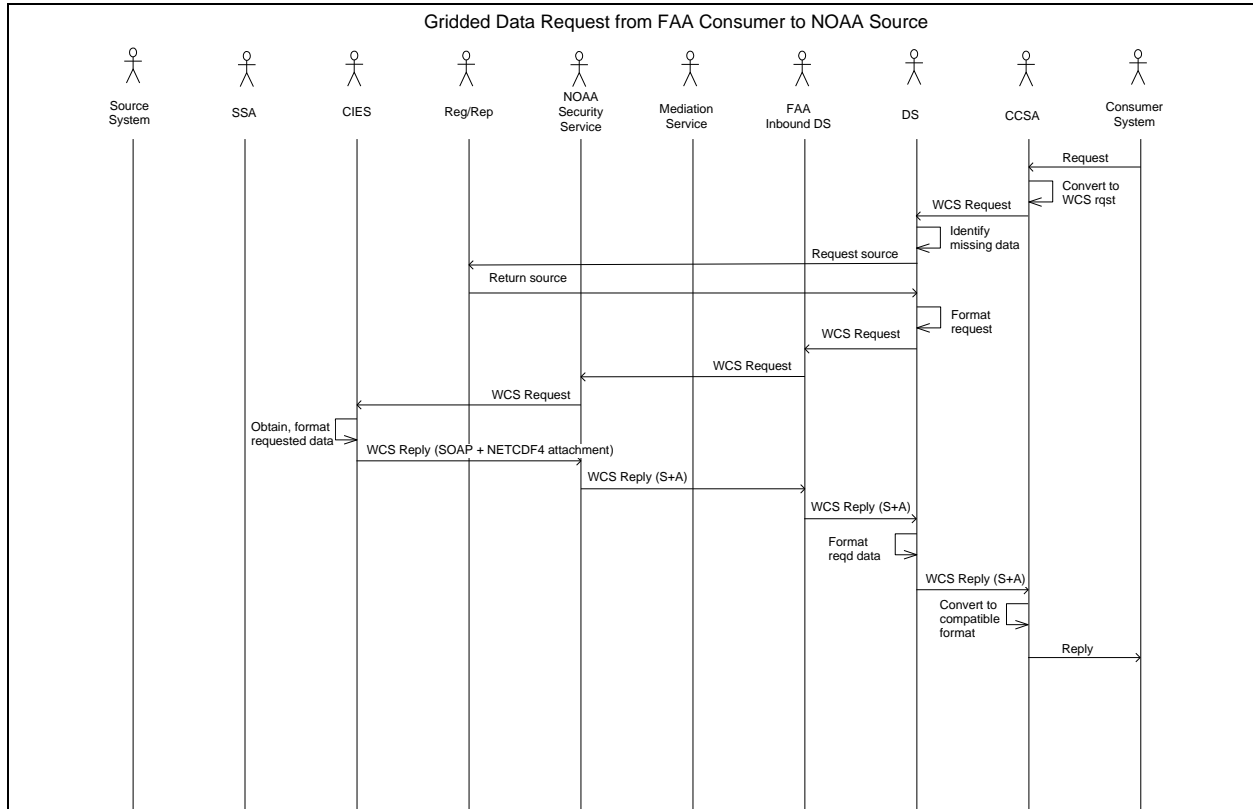 Gridded Data Request from FAA Consumer to NOAA Source
Source
System
SSA
CIES
Reg/Rep
NOAA
Security
Service
Mediation
Service
FAA
Inbound DS
DS
CCSA
Consumer
System
Request
Convert to
WCS rqst
WCS Request
Identify
missing data
Request source
Return source
Format
request
WCS Request
WCS Request
WCS Request
Obtain, format
requested data
WCS Reply (SOAP + NETCDF4 attachment)
WCS Reply (S+A)
WCS Reply (S+A)
Format
reqd data
WCS Reply (S+A)
Convert to
compatible
format
Reply